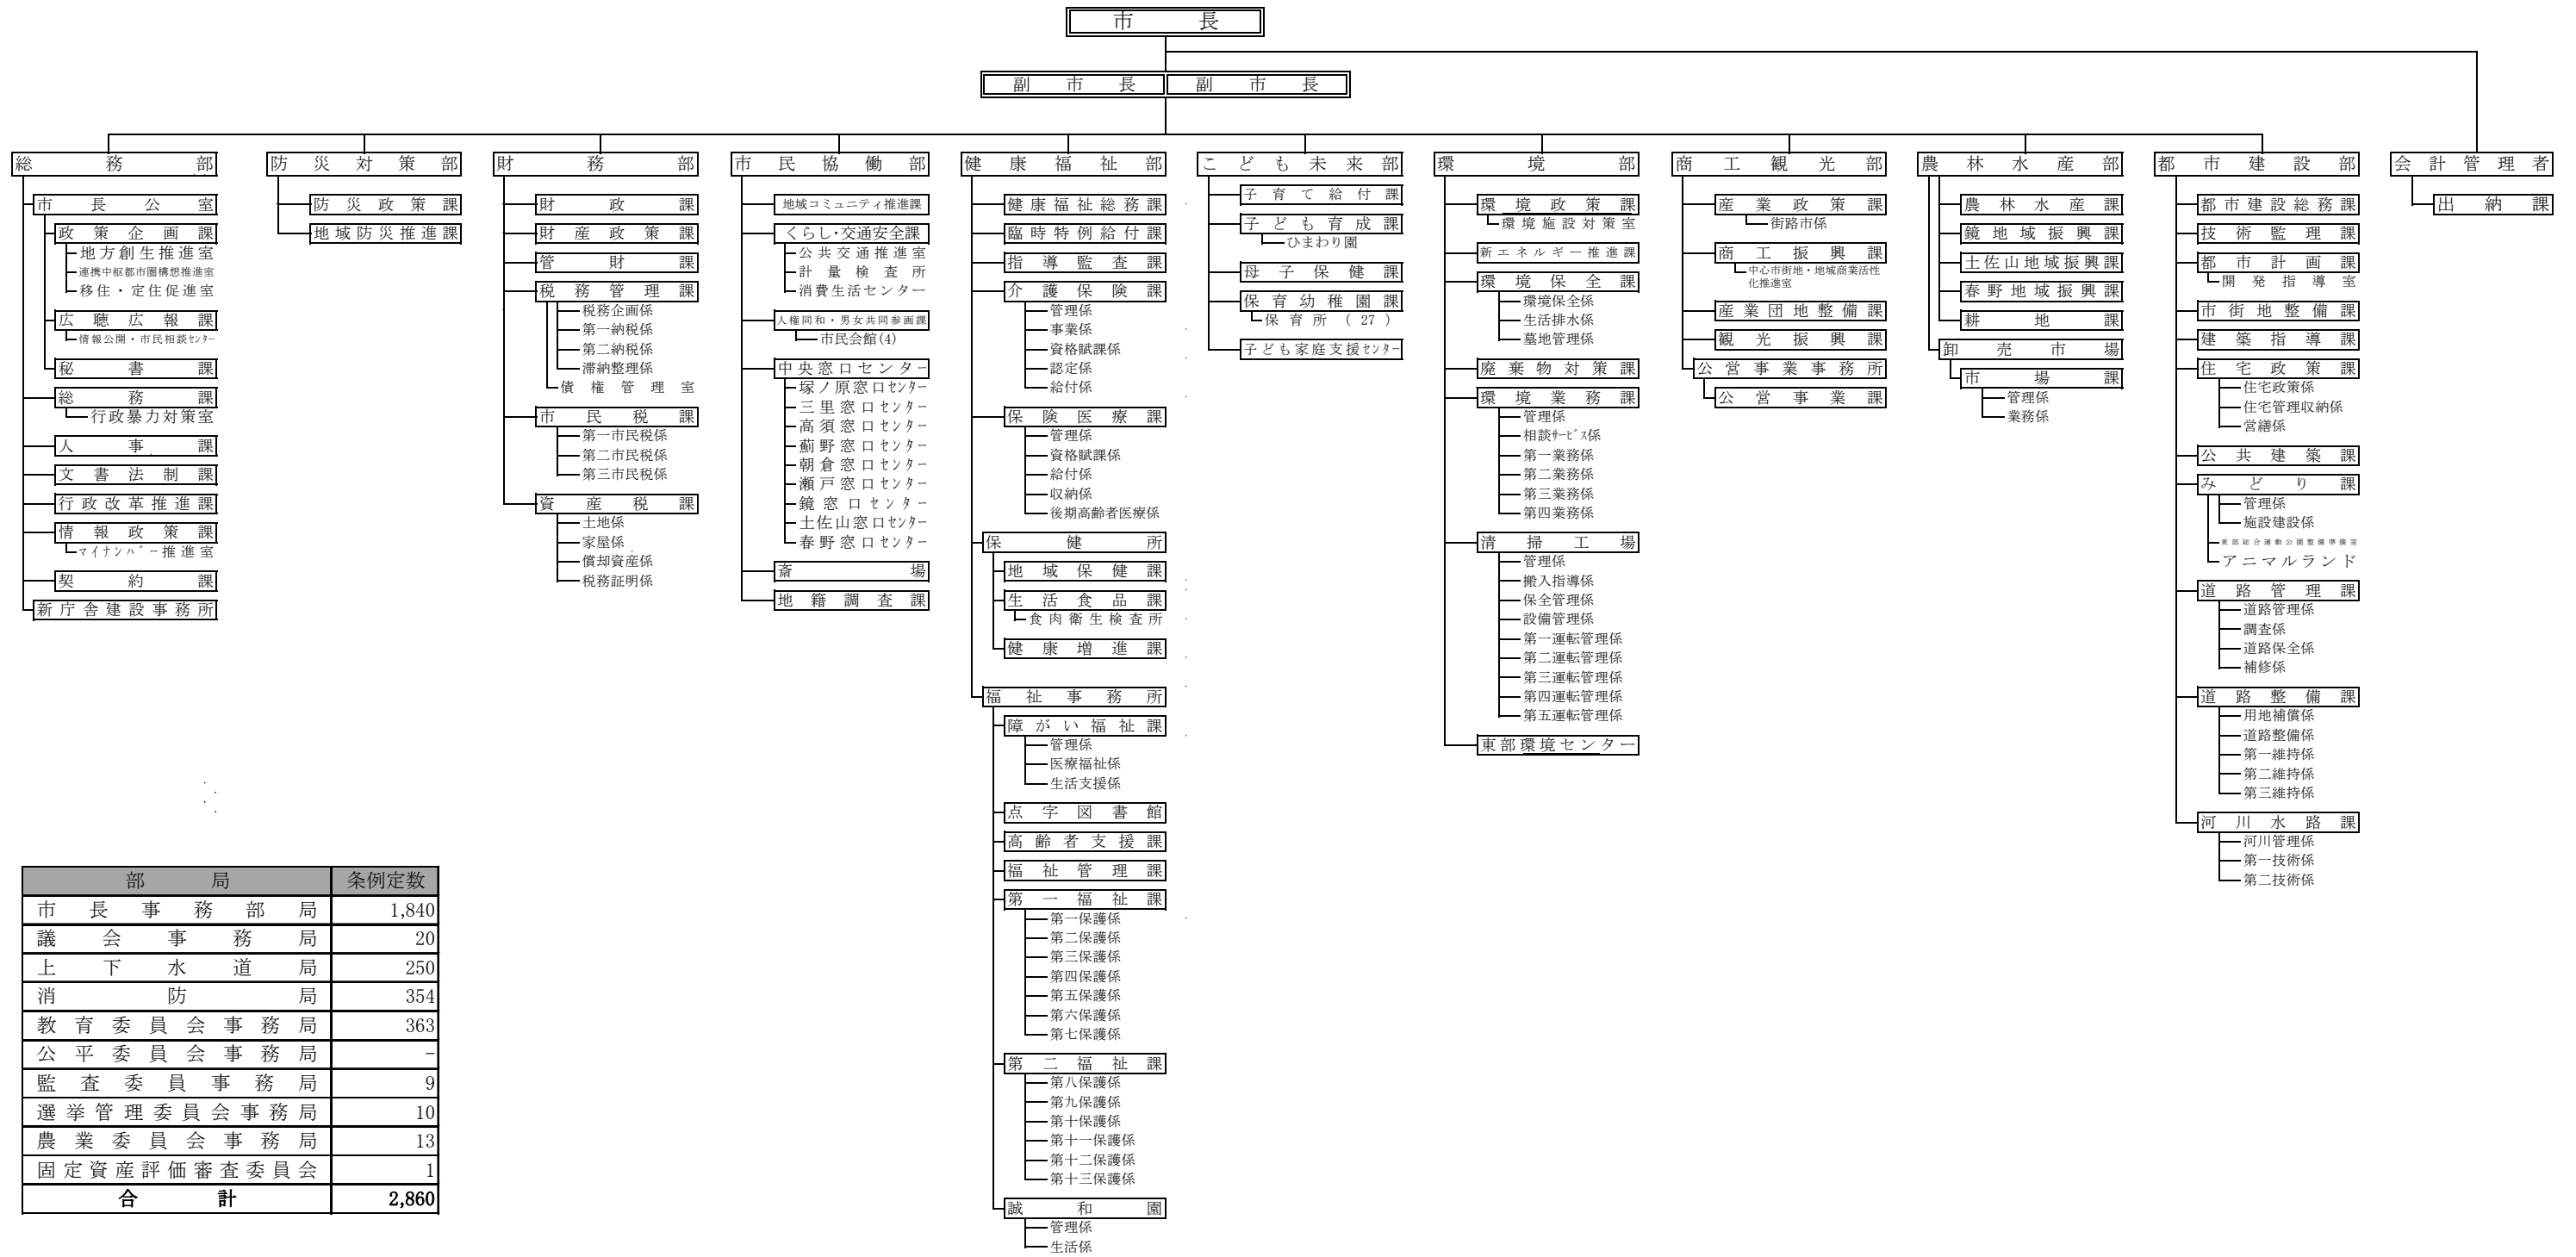 市長
副市長 副市長
総務部
市長公室
政策企画課
地方創生推進室
連携中枢都市圏構想推進室
移住・定住促進室
広聴広報課
情報公開・市民相談ｾﾝﾀｰ
秘書課
総務課
行政暴力対策室
人事課
文書法制課
行政改革推進課
情報政策課
マイナンバー推進室
契約課
新庁舎建設事務所
防災対策部
防災政策課
地域防災推進課
財務部
財政課
財産政策課
管財課
税務管理課
税務企画係
第一納税係
第二納税係
滞納整理係
債権管理室
市民税課
第一市民税係
第二市民税係
第三市民税係
資産税課
土地係
家屋係
償却資産係
税務証明係
市民協働部
地域コミュニティ推進課
くらし・交通安全課
公共交通推進室
計量検査所
消費生活センター
人権同和・男女共同参画課
市民会館(4)
中央窓口センター
塚ノ原窓口ｾﾝﾀｰ
三里窓口センター
高須窓口センター
薊野窓口センター
朝倉窓口センター
瀬戸窓口センター
鏡窓口センター
土佐山窓口ｾﾝﾀｰ
春野窓口センター
斎場
地籍調査課
健康福祉部
健康福祉総務課
臨時特例給付課
指導監査課
介護保険課
管理係
事業係
資格賦課係
認定係
給付係
保険医療課
管理係
資格賦課係
給付係
収納係
後期高齢者医療係
保健所
地域保健課
生活食品課
食肉衛生検査所
健康増進課
福祉事務所
障がい福祉課
管理係
医療福祉係
生活支援係
点字図書館
高齢者支援課
福祉管理課
第一福祉課
第一保護係
第二保護係
第三保護係
第四保護係
第五保護係
第六保護係
第七保護係
第二福祉課
第八保護係
第九保護係
第十保護係
第十一保護係
第十二保護係
第十三保護係
誠和園
管理係
生活係
こども未来部
子育て給付課
子ども育成課
ひまわり園
母子保健課
保育幼稚園課
保育所(27)
子ども家庭支援ｾﾝﾀｰ
環境部
環境政策課
環境施設対策室
新エネルギー推進課
環境保全課
環境保全係
生活排水係
墓地管理係
廃棄物対策課
環境業務課
管理係
相談ｻｰﾋﾞｽ係
第一業務係
第二業務係
第三業務係
第四業務係
清掃工場
管理係
搬入指導係
保全管理係
設備管理係
第一運転管理係
第二運転管理係
第三運転管理係
第四運転管理係
第五運転管理係
東部環境センター
商工観光部
産業政策課
街路市係
商工振興課
中心市街地・地域商業活性
化推進室
産業団地整備課
観光振興課
公営事業事務所
公営事業課
農林水産部
農林水産課
鏡地域振興課
土佐山地域振興課
春野地域振興課
耕地課
卸売市場
市場課
管理係
業務係
都市建設部
都市建設総務課
技術監理課
都市計画課
開発指導室
市街地整備課
建築指導課
住宅政策課
住宅政策係
住宅管理収納係
営繕係
公共建築課
みどり課
管理係
施設建設係
東部総合運動公園整備準備室
アニマルランド
道路管理課
道路管理係
調査係
道路保全係
補修係
道路整備課
用地補償係
道路整備係
第一維持係
第二維持係
第三維持係
河川水路課
河川管理係
第一技術係
第二技術係
会計管理者
出納課
部局 条例定数
市長事務部局 1,840
議会事務局 20
上下水道局 250
消防局 354
教育委員会事務局 363
公平委員会事務局 −
監査委員事務局 9
選挙管理委員会事務局 10
農業委員会事務局 13
固定資産評価審査委員会 1
合計 2,860